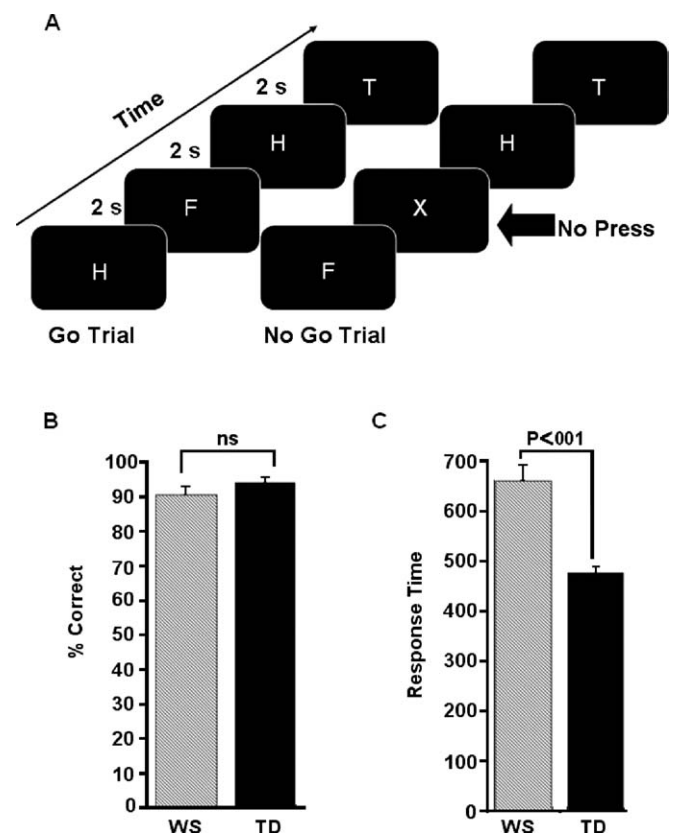 A
Time
2 s
2 s
2 s
T
H
F
H
T
H
X
F
No Press
Go Trial
No Go Trial
B
ns
% Correct
100
90
80
70
60
50
40
30
20
10
0
WS
TD
C
P<001
Response Time
700
600
500
400
300
200
100
0
WS
TD